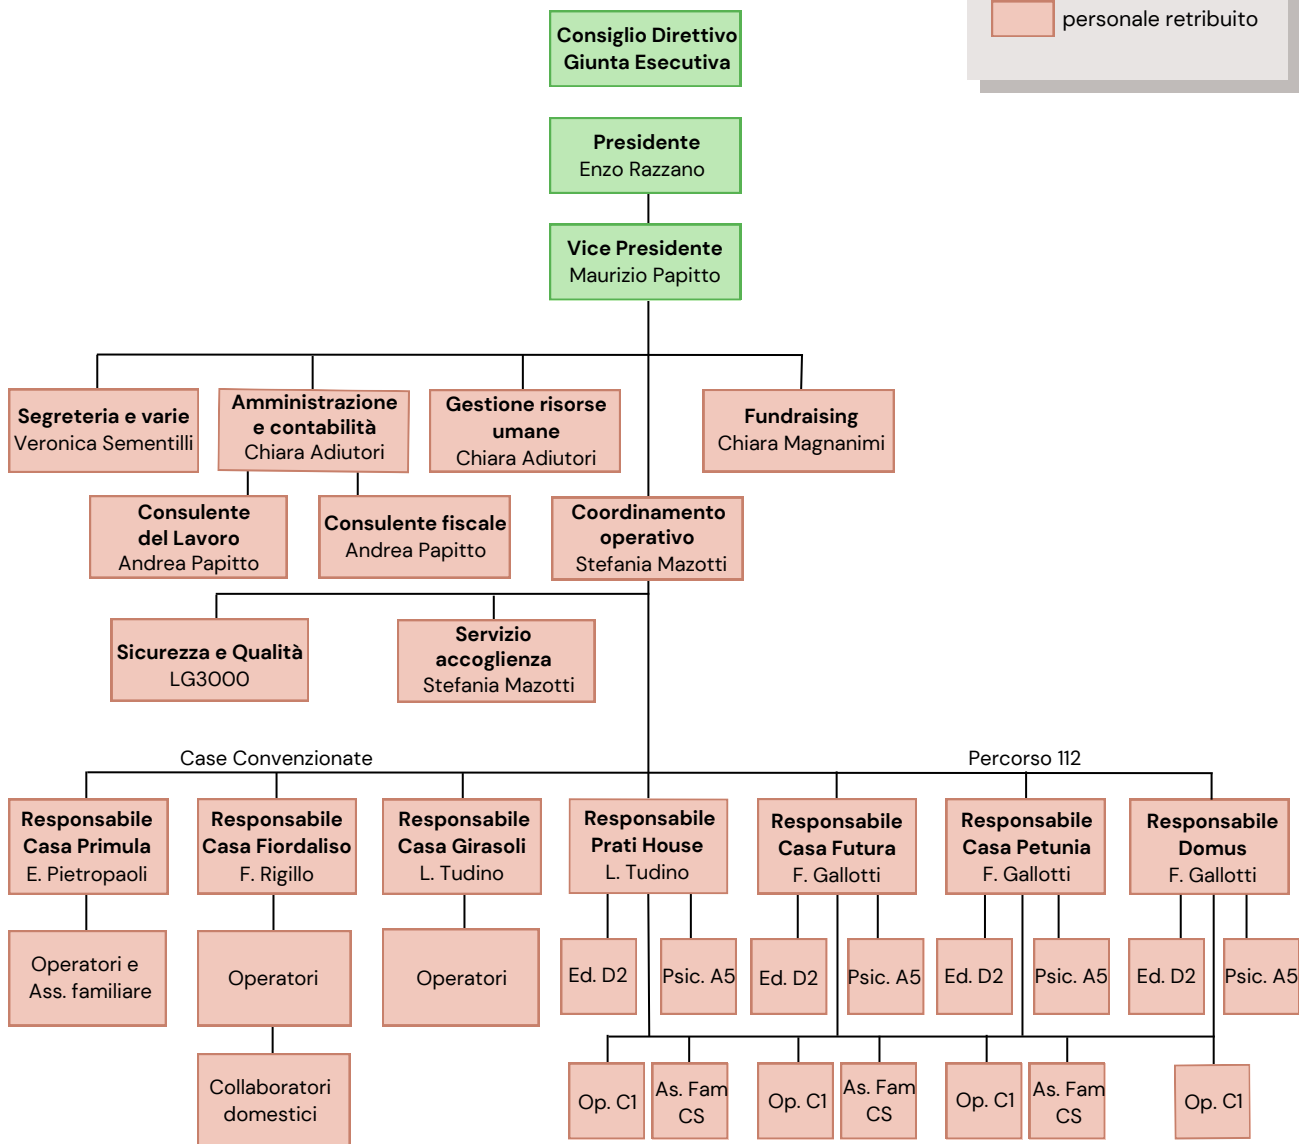 personale retribuito
Consiglio Direttivo
Giunta Esecutiva
Presidente
Enzo Razzano
Vice Presidente
Maurizio Papitto
Segreteria e varie
Veronica Sementilli
Amministrazione
e contabilità
Chiara Adiutori
Gestione risorse
umane
Chiara Adiutori
Fundraising
Chiara Magnanimi
Consulente
del Lavoro
Andrea Papitto
Consulente fiscale
Andrea Papitto
Coordinamento
operativo
Stefania Mazotti
Sicurezza e Qualità
LG3000
Servizio
accoglienza
Stefania Mazotti
Case Convenzionate
Percorso 112
Responsabile
Casa Primula
E. Pietropaoli
Responsabile
Casa Fiordaliso
F. Rigillo
Responsabile
Casa Girasoli
L. Tudino
Responsabile
Prati House
L. Tudino
Responsabile
Casa Futura
F. Gallotti
Responsabile
Casa Petunia
F. Gallotti
Responsabile
Domus
F. Gallotti
Operatori e
Ass. familiare
Operatori
Operatori
Ed. D2
Psic. A5
Ed. D2
Psic. A5
Ed. D2
Psic. A5
Ed. D2
Psic. A5
Collaboratori
domestici
Op. C1
As. Fam
CS
Op. C1
As. Fam
CS
Op. C1
As. Fam
CS
Op. C1